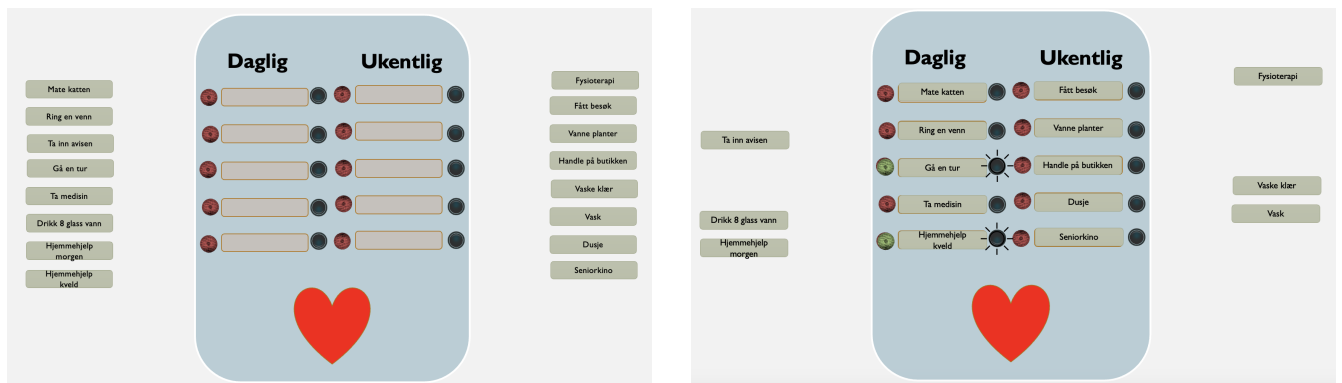 Daglig
Ukentlig
Mate katten
Ring en venn
Ta inn avisen
Gå en tur
Ta medisin
Drikk 8 glass vann
Hjemmehjelp
morgen
Hjemmehjelp
kveld
Fysioterapi
Fått besøk
Vanne planter
Handle på butikken
Vaske klær
Vask
Dusje
Seniorkino
Daglig
Ukentlig
Ta inn avisen
Drikk 8 glass vann
Hjemmehjelp
morgen
Mate katten
Ring en venn
Gå en tur
Ta medisin
Hjemmehjelp
kveld
Fått besøk
Vanne planter
Handle på butikken
Dusje
Seniorkino
Fysioterapi
Vaske klær
Vask